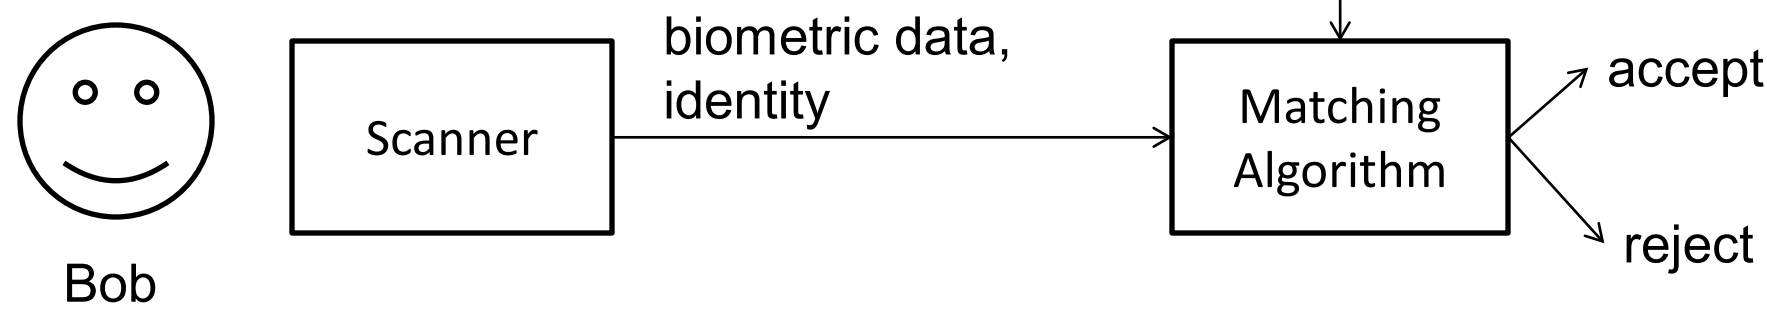 Bob
Scanner
biometric data,
identity
Matching
Algorithm
accept
reject